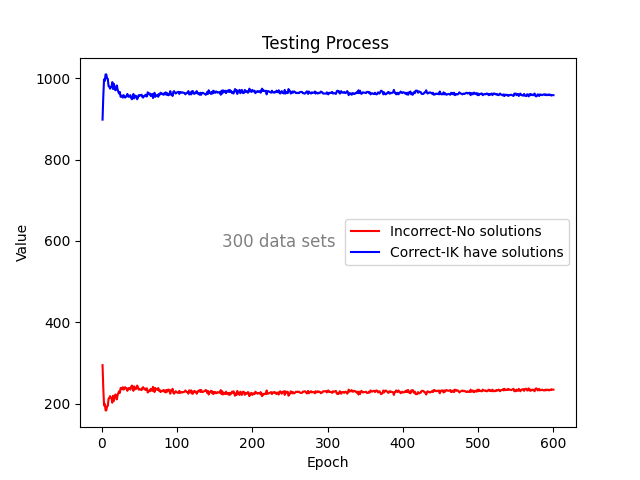 Testing Process
1000
800
600
400
200
Value
300 data sets
Incorrect-No solutions
Correct-IK have solutions
0
100
200
300
400
500
600
Epoch